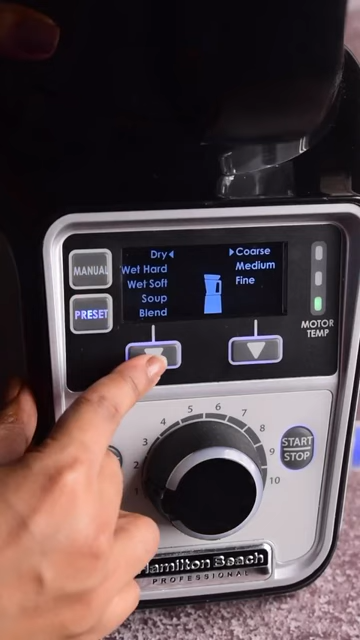 MANUAL
PRESET
Dry
Wet Hard
Wet Soft
Soup
Blend
Coarse
Medium
Fine
MOTOR
TEMP
1
2
3
4
5
6
7
8
9
10
START
STOP
Hamilton Beach
PROFESSIONAL